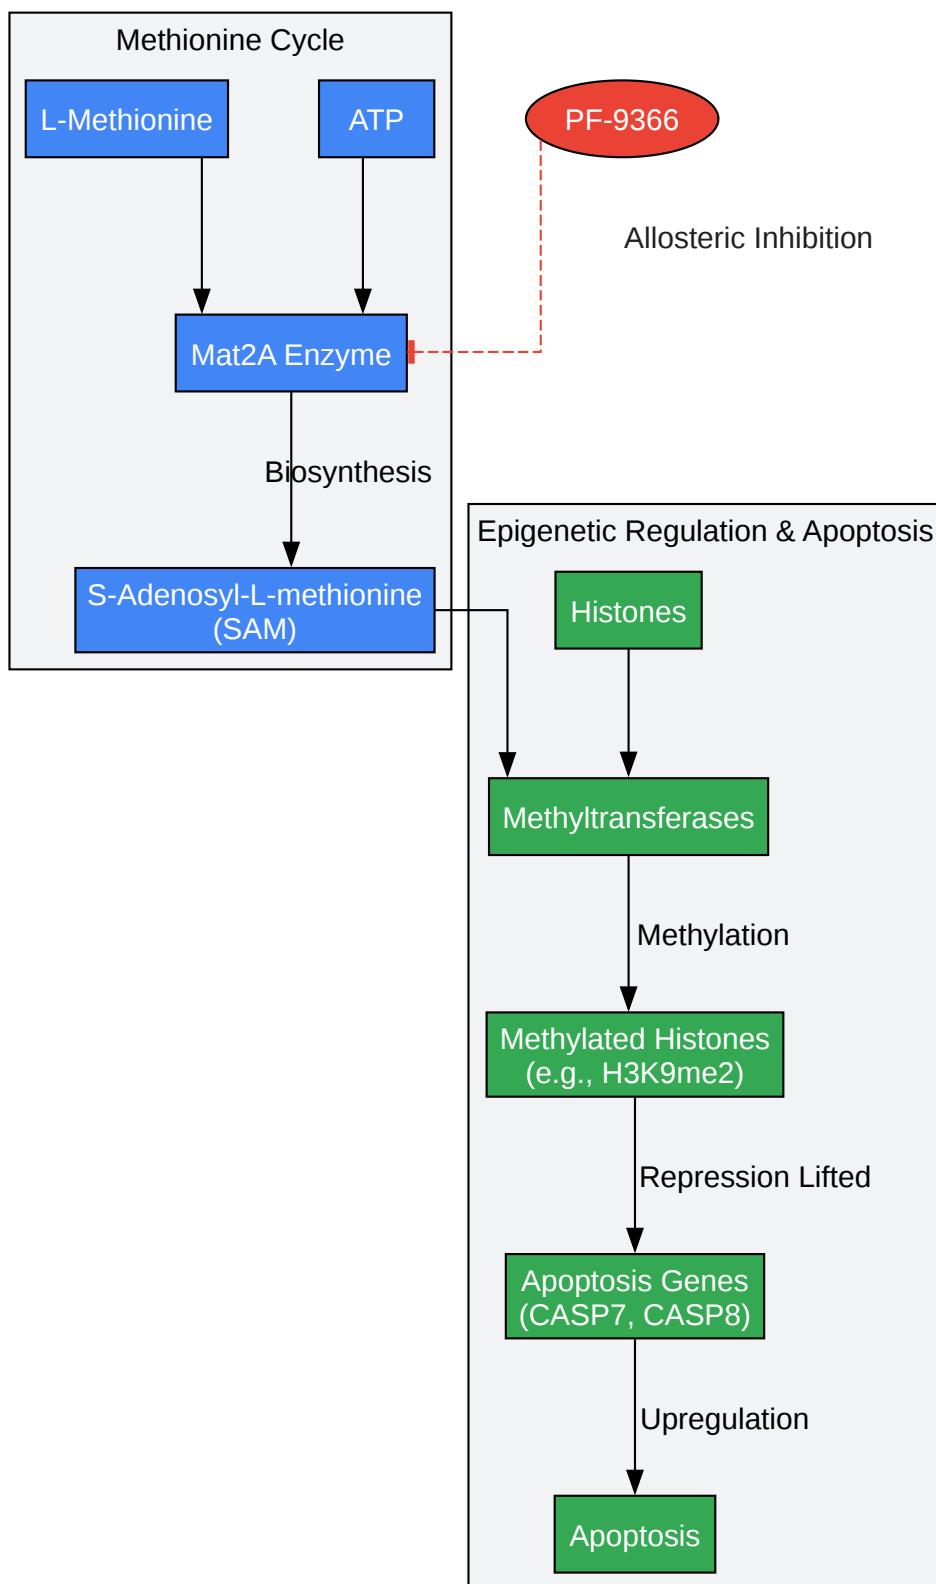 Methionine Cycle
L-Methionine
ATP
PF-9366
Allosteric Inhibition
Mat2A Enzyme
Biosynthesis
S-Adenosyl-L-methionine
(SAM)
Epigenetic Regulation & Apoptosis
Histones
Methyltransferases
Methylation
Methylated Histones
(e.g., H3K9me2)
Repression Lifted
Apoptosis Genes
(CASP7, CASP8)
Upregulation
Apoptosis